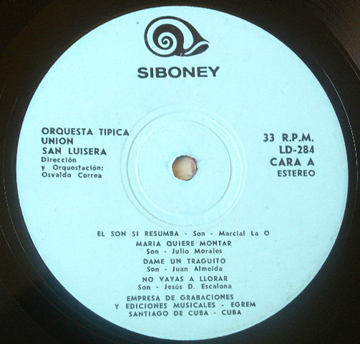 SIBONEY
ORQUESTA TIPICA
UNION
SAN LUISERA
Dirección
y Orquestación:
Osvaldo Correa
33 R.P.M.
LD-284
CARA A
ESTEREO
EL SON SI RESUMBA - Son - Marcial La O
MARIA QUIERE MONTAR
Son - Julio Morales
DAME UN TRAGUITO
Son - Juan Almeida
NO VAYAS A LLORAR
Son - Jesús D. Escalona
EMPRESA DE GRABACIONES
Y EDICIONES MUSICALES - EGREM
SANTIAGO DE CUBA - CUBA